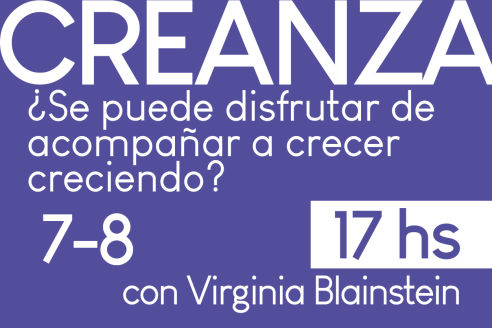 CREANZA
¿Se puede disfrutar de
acompañar a crecer
creciendo?
7-8
17 hs
con Virginia Blainstein